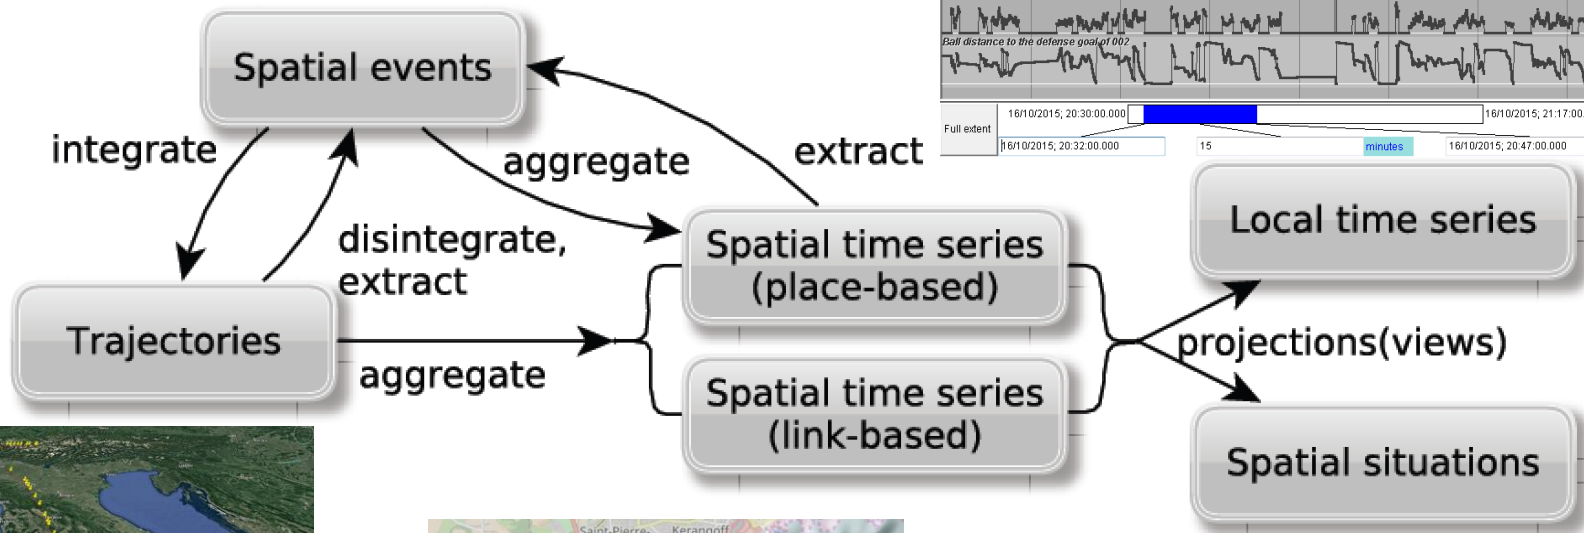 Spatial events
Ball distance to the defense goal of 002
Full extent
16/10/2015; 20:30:00.000
16/10/2015; 21:17:00.
16/10/2015; 20:32:00.000
15
minutes
16/10/2015; 20:47:00.000
integrate
aggregate
extract
disintegrate,
extract
Spatial time series
(place-based)
Local time series
Trajectories
aggregate
projections(views)
Spatial time series
(link-based)
Spatial situations
Saint-Pierre-
Kerangoff